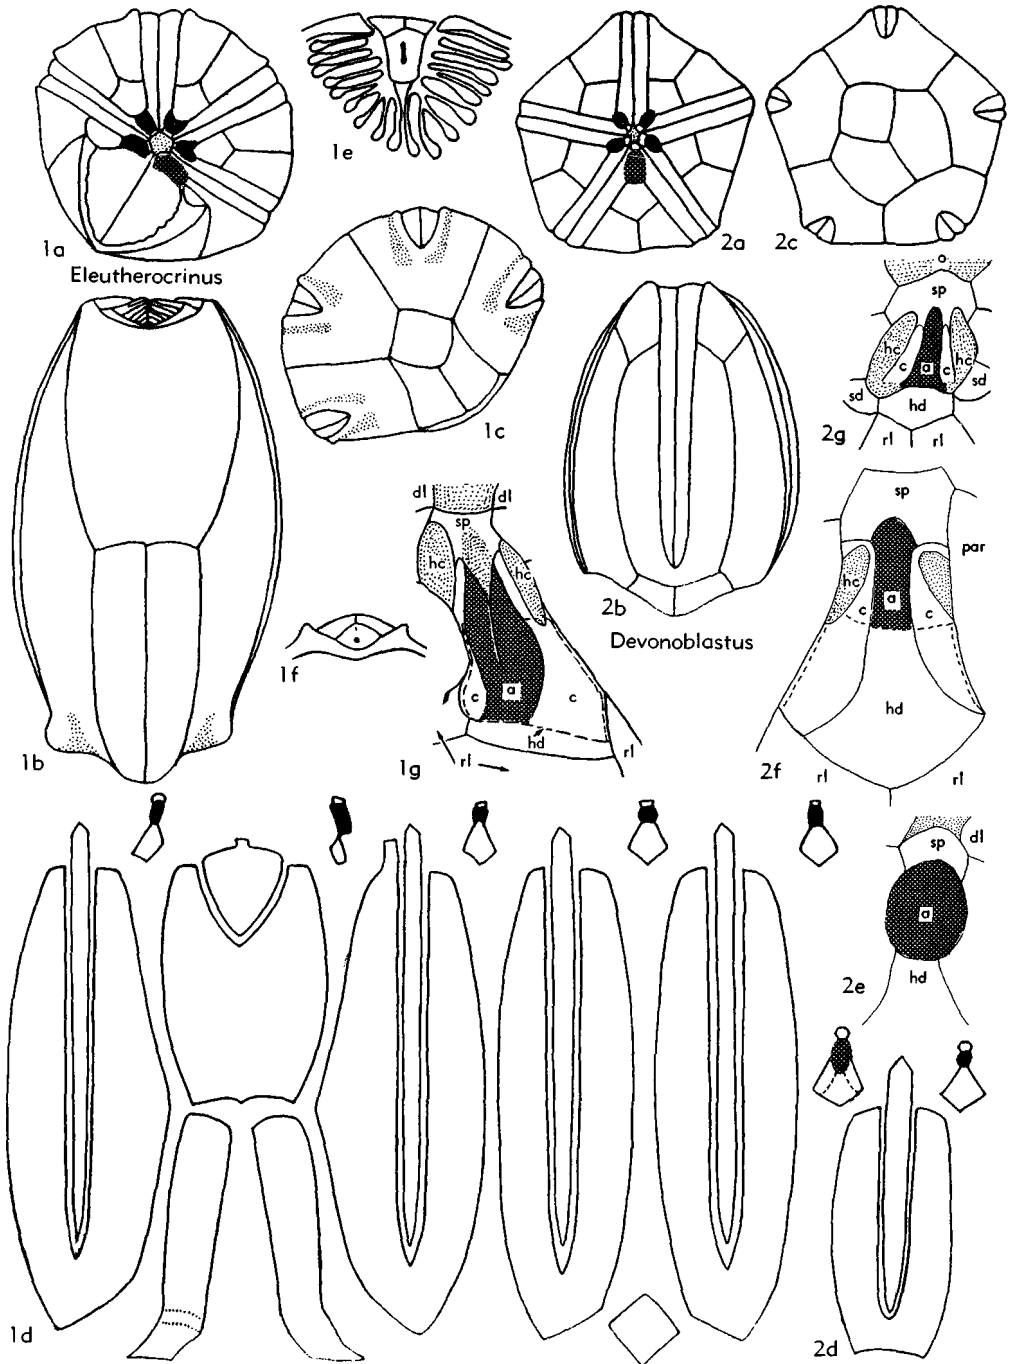 1a
Eleutherocrinus
1e
2a
2c
1c
1b
1f
2b
Devonoblastus
o
sp
hc
hc
c
a
c
sd
sd
hd
rl
rl
2g
dl
dl
sp
hc
hc
c
a
c
hd
rl
rl
1g
sp
par
hc
c
a
c
hd
rl
rl
2f
sp
dl
a
hd
2e
1d
2d